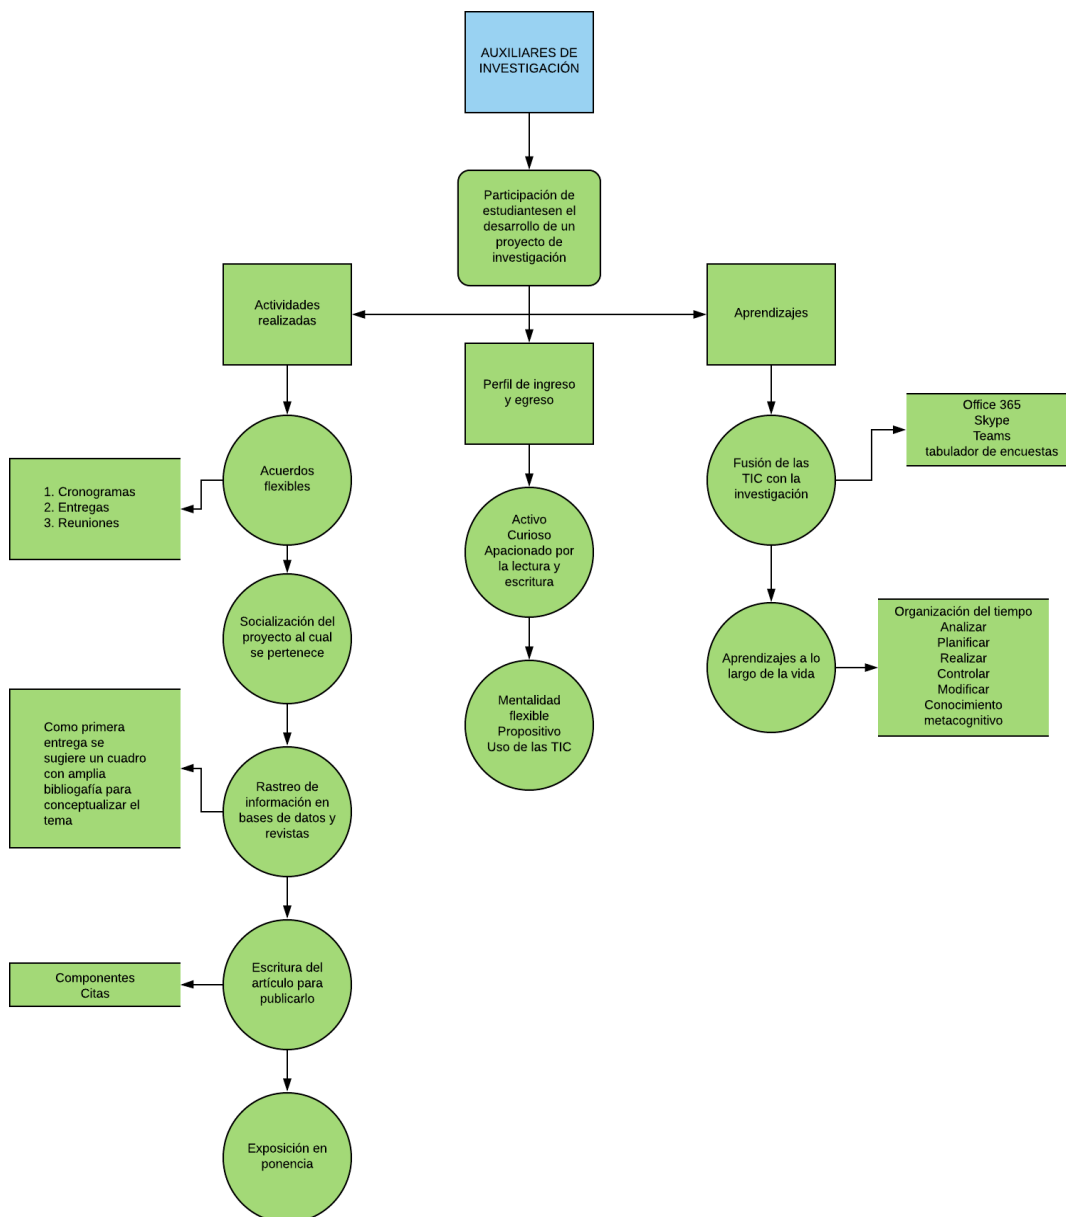 AUXILIARES DE
INVESTIGACIÓN
Participación de
estudiantesen el
desarrollo de un
proyecto de
investigación
Actividades
realizadas
Acuerdos
flexibles
1. Cronogramas
2. Entregas
3. Reuniones
Socialización del
proyecto al cual
se pertenece
Rastreo de
información en
bases de datos y
revistas
Como primera
entrega se
sugiere un cuadro
con amplia
bibliogafía para
conceptualizar el
tema
Escritura del
artículo para
publicarlo
Componentes
Citas
Exposición en
ponencia
Perfil de ingreso
y egreso
Activo
Curioso
Apacionado por
la lectura y
escritura
Mentalidad
flexible
Propositivo
Uso de las TIC
Aprendizajes
Fusión de las
TIC con la
investigación
Office 365
Skype
Teams
tabulador de encuestas
Aprendizajes a lo
largo de la vida
Organización del tiempo
Analizar
Planificar
Realizar
Controlar
Modificar
Conocimiento
metacognitivo